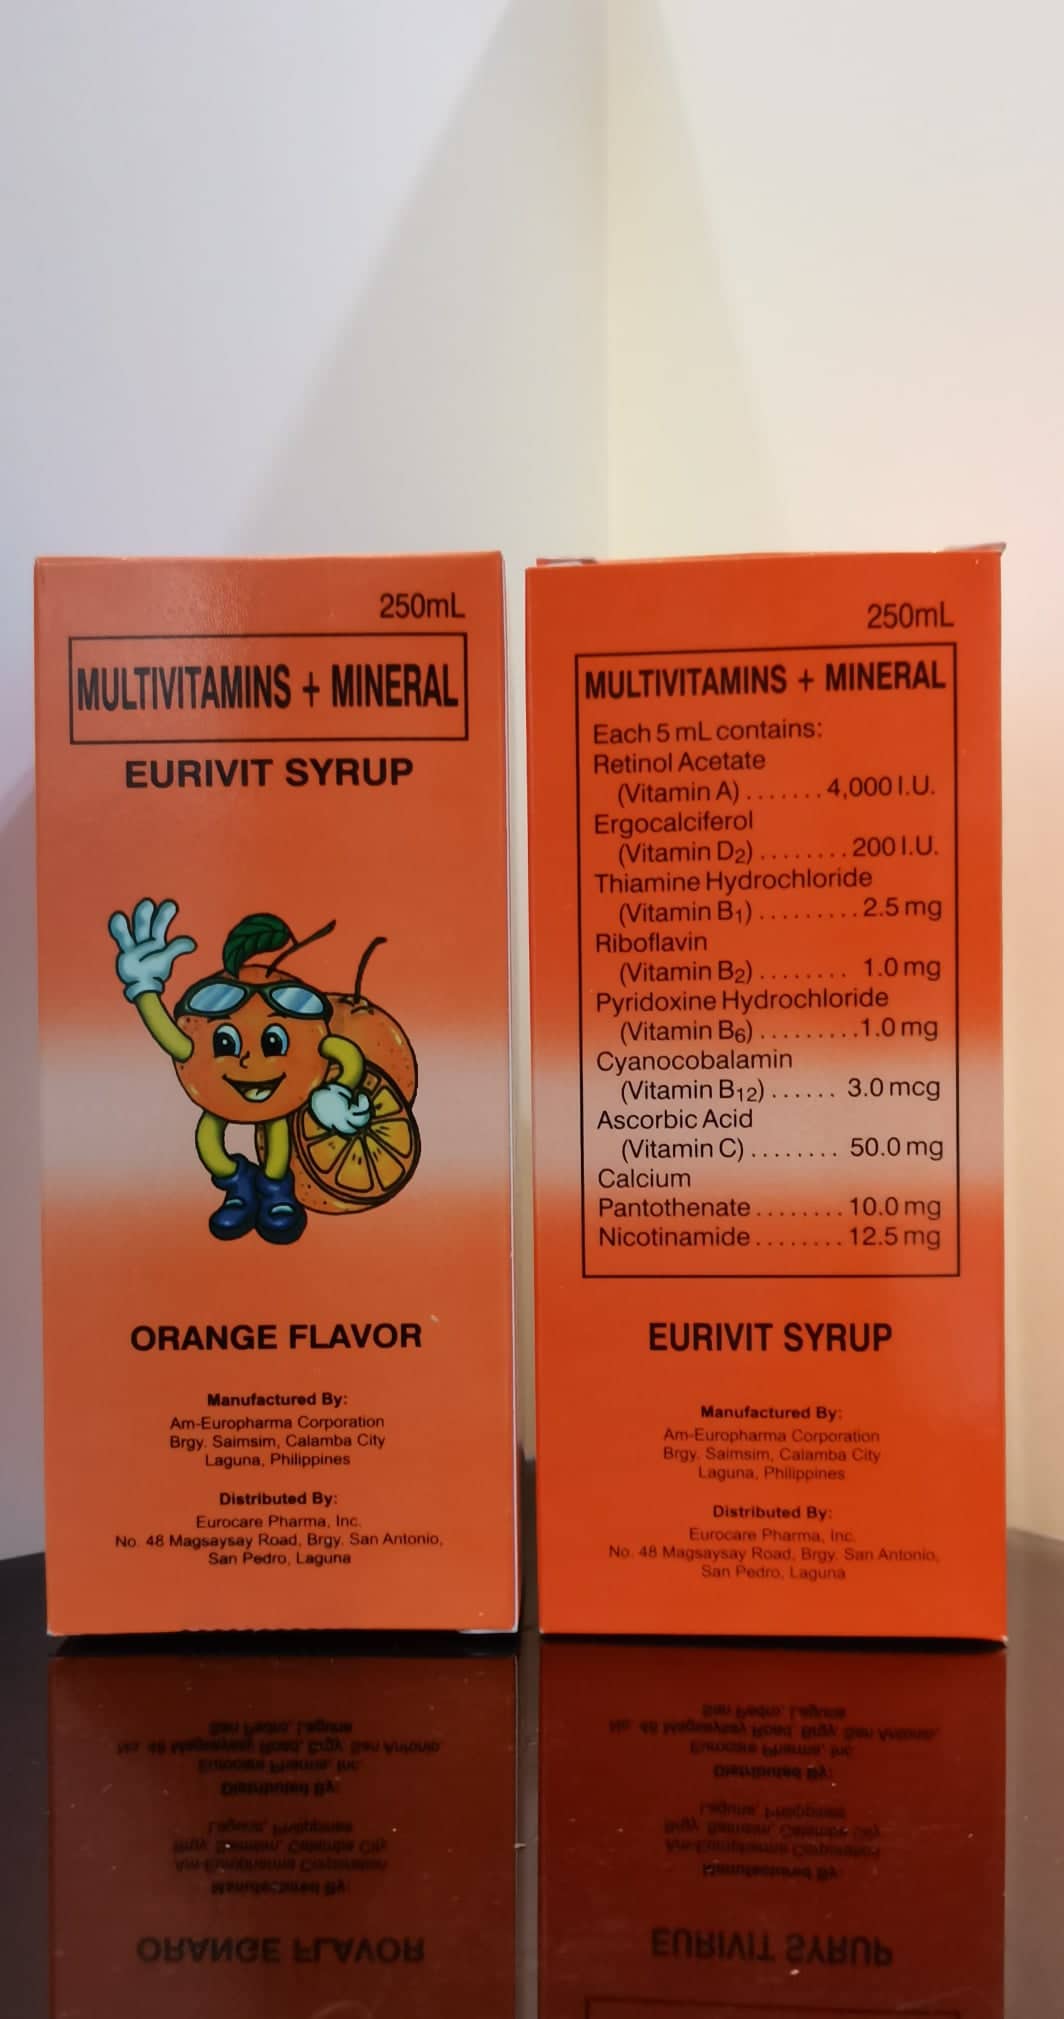 250mL
MULTIVITAMINS + MINERAL
EURIVIT SYRUP
ORANGE FLAVOR
Manufactured By:
Am-Europharma Corporation
Brgy. Saimsim, Calamba City
Laguna, Philippines
Distributed By:
Eurocare Pharma, Inc.
No. 48 Magsaysay Road, Brgy. San Antonio,
San Pedro, Laguna
250mL
MULTIVITAMINS + MINERAL
Each 5 mL contains:
Retinol Acetate
(Vitamin A) ....... 4,000 I.U.
Ergocalciferol
(Vitamin D2) ........ 200 I.U.
Thiamine Hydrochloride
(Vitamin B1) ......... 2.5 mg
Riboflavin
(Vitamin B2) ........ 1.0 mg
Pyridoxine Hydrochloride
(Vitamin B6) ......... 1.0 mg
Cyanocobalamin
(Vitamin B12) ...... 3.0 mcg
Ascorbic Acid
(Vitamin C) ........ 50.0 mg
Calcium
Pantothenate ........ 10.0 mg
Nicotinamide ........ 12.5 mg
EURIVIT SYRUP
Manufactured By:
Am-Europharma Corporation
Brgy. Saimsim, Calamba City
Laguna, Philippines
Distributed By:
Eurocare Pharma, Inc.
No. 48 Magsaysay Road, Brgy. San Antonio,
San Pedro, Laguna